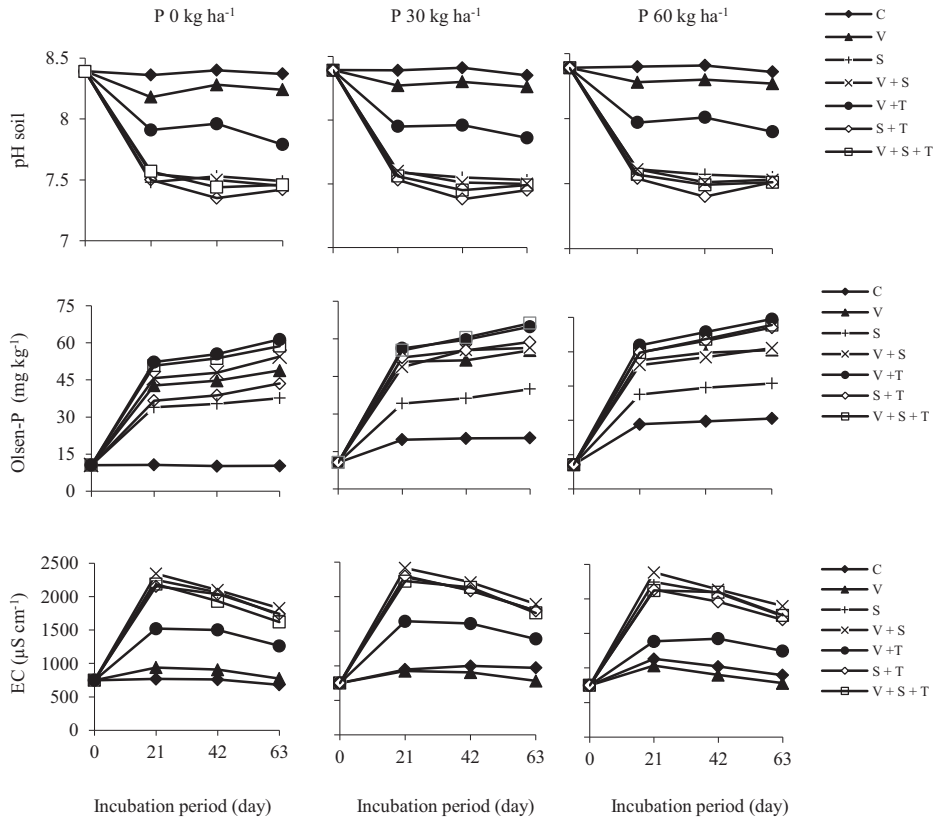 P 0 kg ha⁻¹
P 30 kg ha⁻¹
P 60 kg ha⁻¹
pH soil
8.5
8
7.5
7
C
V
S
V + S
V +T
S + T
V + S + T
Olsen-P (mg kg⁻¹)
75
60
45
30
15
0
C
V
S
V + S
V +T
S + T
V + S + T
EC (µS cm⁻¹)
2500
2000
1500
1000
500
0
C
V
S
V + S
V +T
S + T
V + S + T
0 21 42 63
0 21 42 63
0 21 42 63
Incubation period (day)
Incubation period (day)
Incubation period (day)